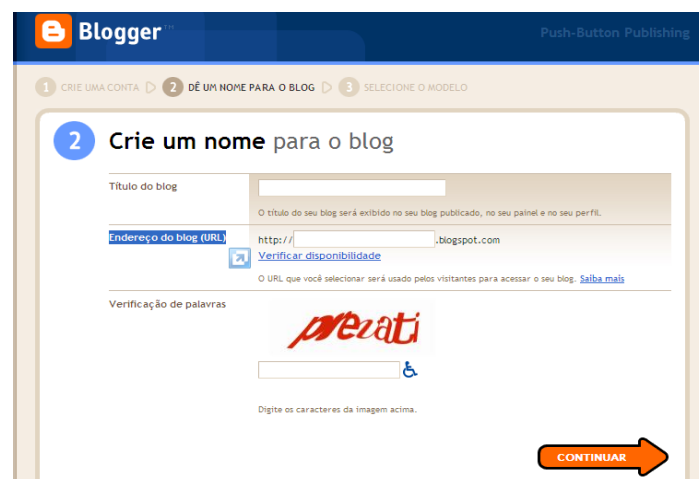 Blogger™
Push-Button Publishing
1 CRIE UMA CONTA 2 DÊ UM NOME PARA O BLOG 3 SELECIONE O MODELO
2 Crie um nome para o blog
Título do blog
O título do seu blog será exibido no seu blog publicado, no seu painel e no seu perfil.
Endereço do blog (URL)
http:// .blogspot.com
Verificar disponibilidade
O URL que você selecionar será usado pelos visitantes para acessar o seu blog. Saiba mais
Verificação de palavras
Digite os caracteres da imagem acima.
CONTINUAR